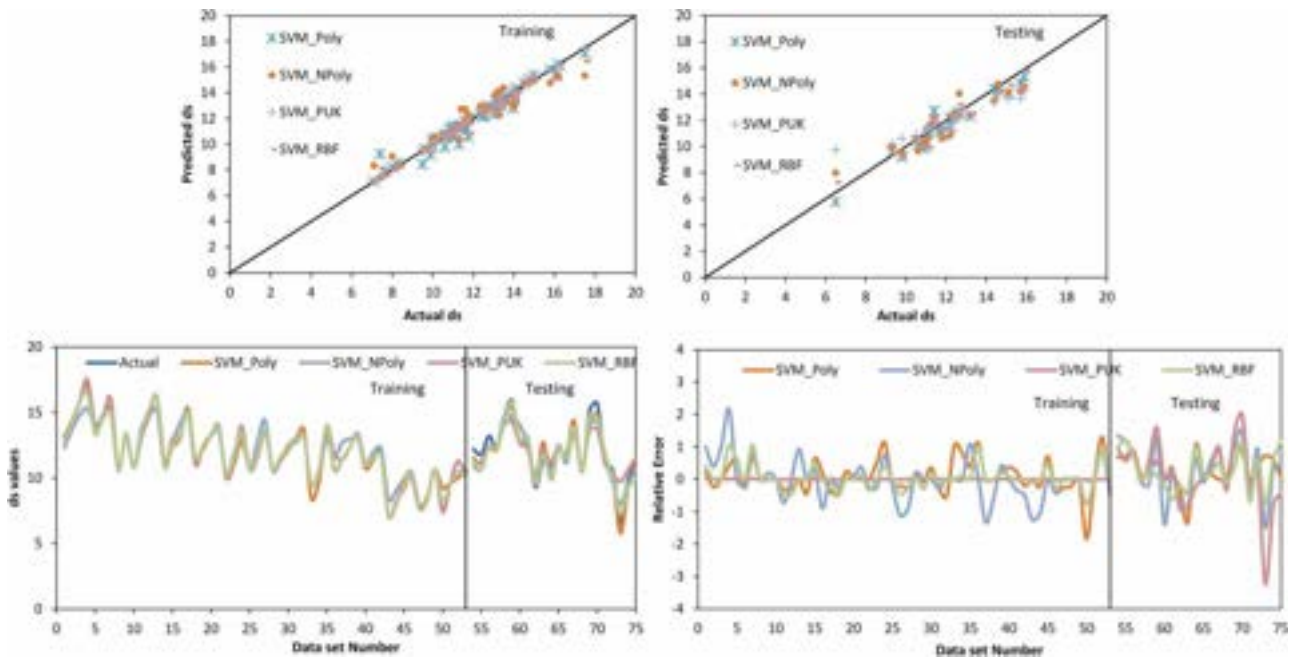 Training
SVM_Poly
SVM_NPoly
SVM_PUK
SVM_RBF
Predicted ds
20
18
16
14
12
10
8
6
4
2
0
0 2 4 6 8 10 12 14 16 18 20
Actual ds
Testing
SVM_Poly
SVM_NPoly
SVM_PUK
SVM_RBF
Predicted ds
20
18
16
14
12
10
8
6
4
2
0
0 2 4 6 8 10 12 14 16 18 20
Actual ds
Actual SVM_Poly SVM_NPoly SVM_PUK SVM_RBF
Training Testing
ds values
20
15
10
5
0
0 5 10 15 20 25 30 35 40 45 50 55 60 65 70 75
Data set Number
SVM_Poly SVM_NPoly SVM_PUK SVM_RBF
Training Testing
Relative Error
4
3
2
1
0
-1
-2
-3
-4
0 5 10 15 20 25 30 35 40 45 50 55 60 65 70 75
Data set Number